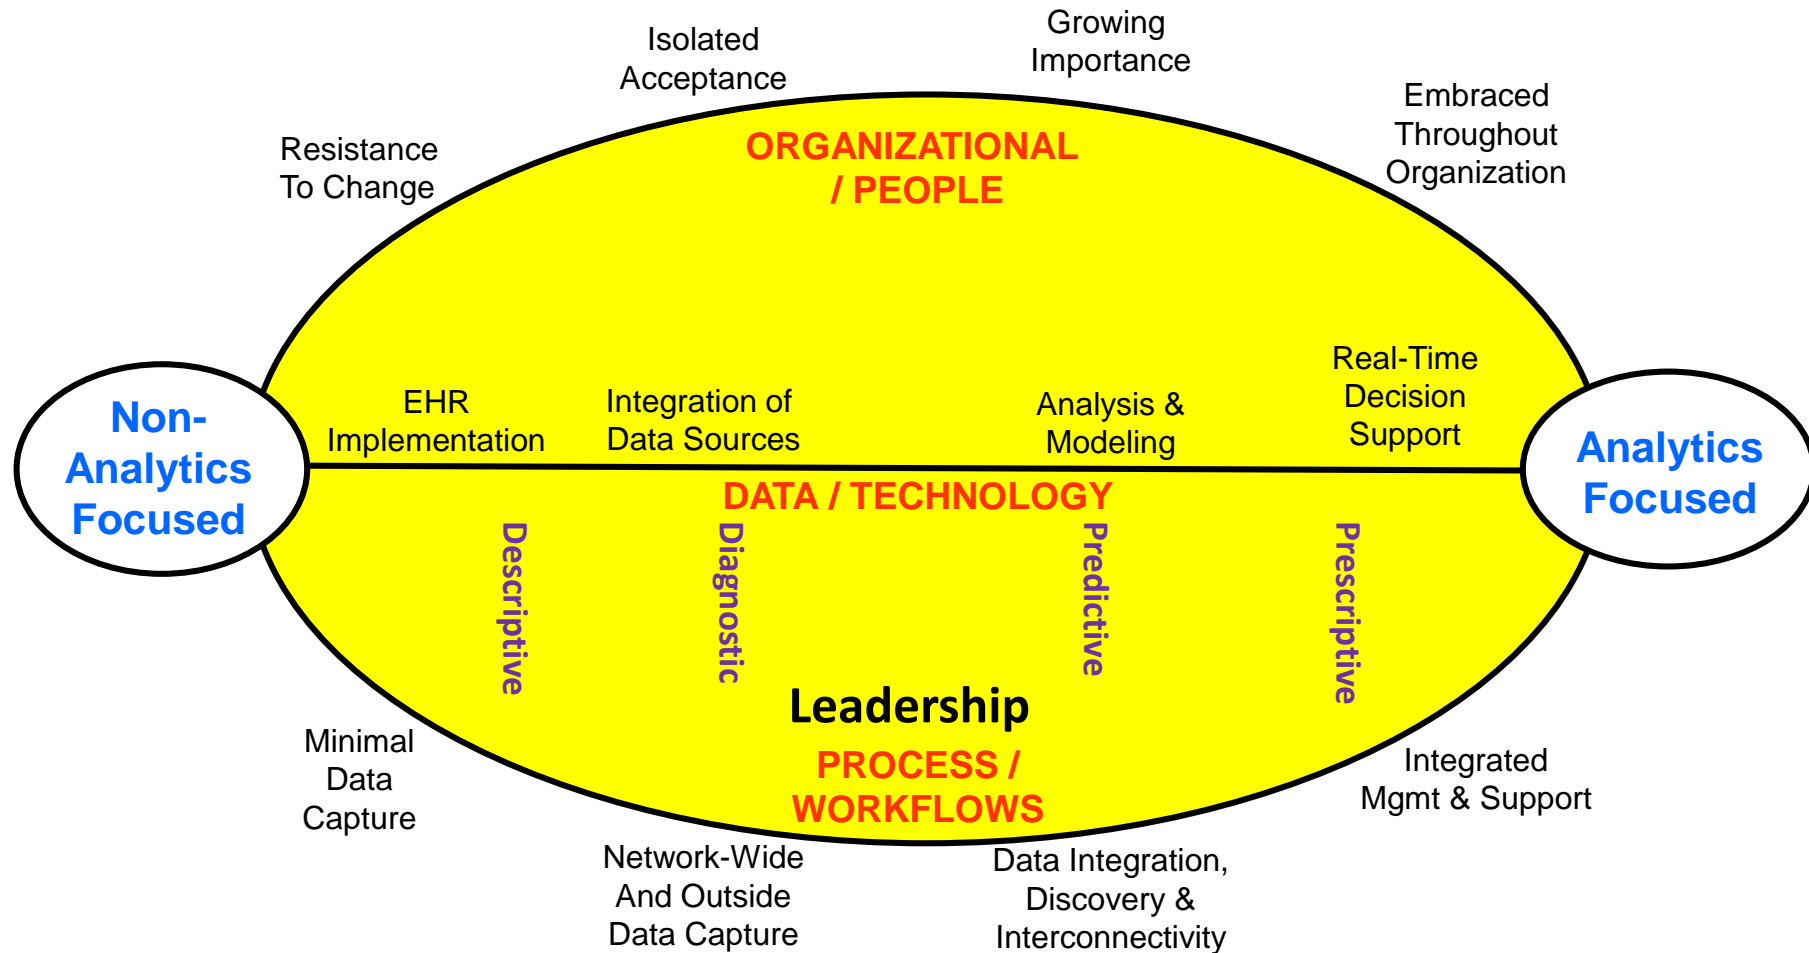 Isolated
Acceptance
Growing
Importance
Resistance
To Change
Embraced
Throughout
Organization
ORGANIZATIONAL
/ PEOPLE
Non-
Analytics
Focused
EHR
Implementation
Integration of
Data Sources
Analysis &
Modeling
Real-Time
Decision
Support
Analytics
Focused
DATA / TECHNOLOGY
Descriptive
Diagnostic
Predictive
Prescriptive
Leadership
PROCESS /
WORKFLOWS
Minimal
Data
Capture
Network-Wide
And Outside
Data Capture
Data Integration,
Discovery &
Interconnectivity
Integrated
Mgmt & Support